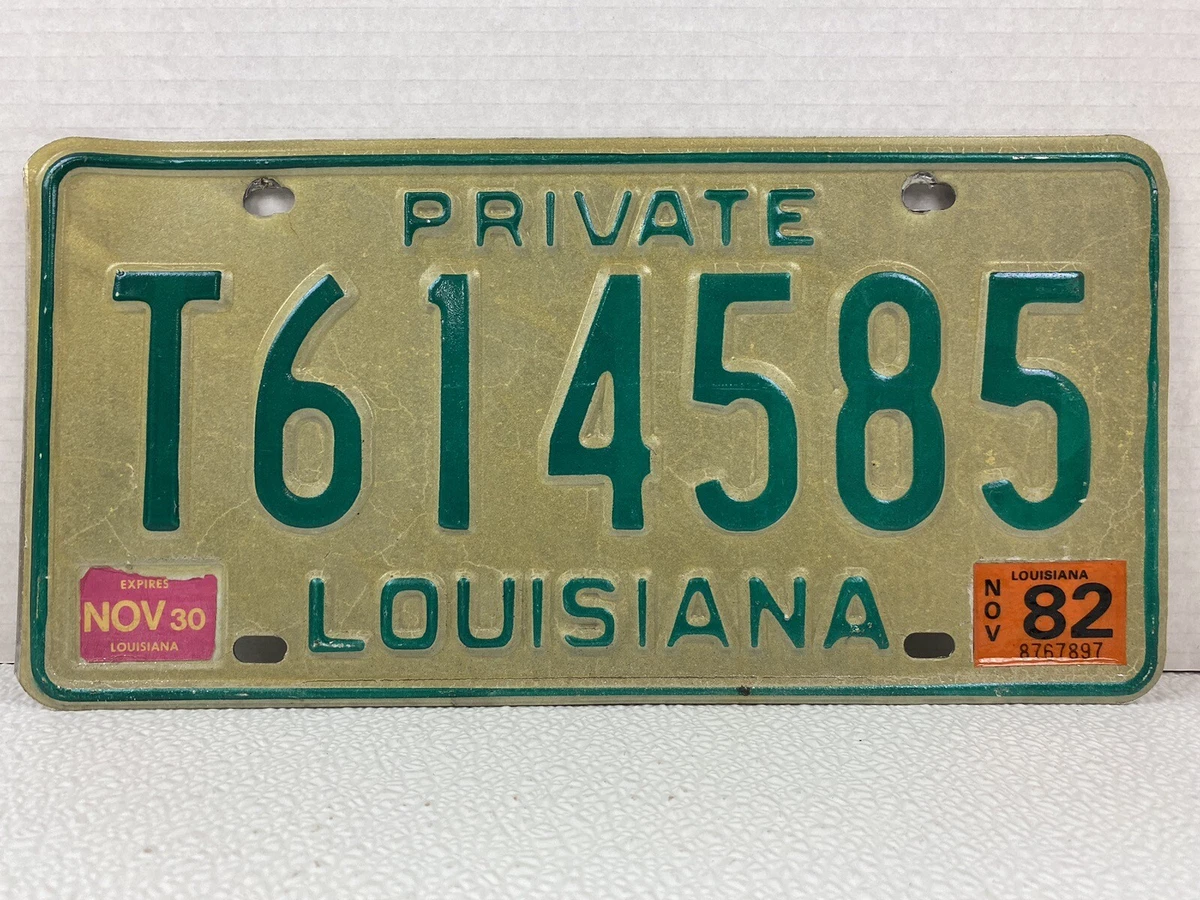 PRIVATE
T614585
EXPIRES
NOV 30
LOUISIANA
LOUISIANA
LOUISIANA
NOV
82
8767897